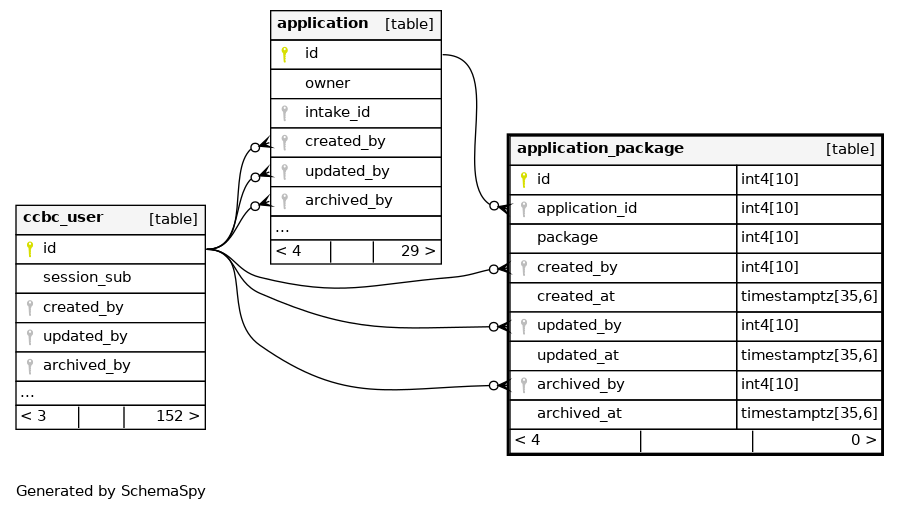 application [table]
id
owner
intake_id
created_by
updated_by
archived_by
...
< 4 29 >
ccbc_user [table]
id
session_sub
created_by
updated_by
archived_by
...
< 3 152 >
application_package [table]
id int4[10]
application_id int4[10]
package int4[10]
created_by int4[10]
created_at timestamptz[35,6]
updated_by int4[10]
updated_at timestamptz[35,6]
archived_by int4[10]
archived_at timestamptz[35,6]
< 4 0 >
Generated by SchemaSpy